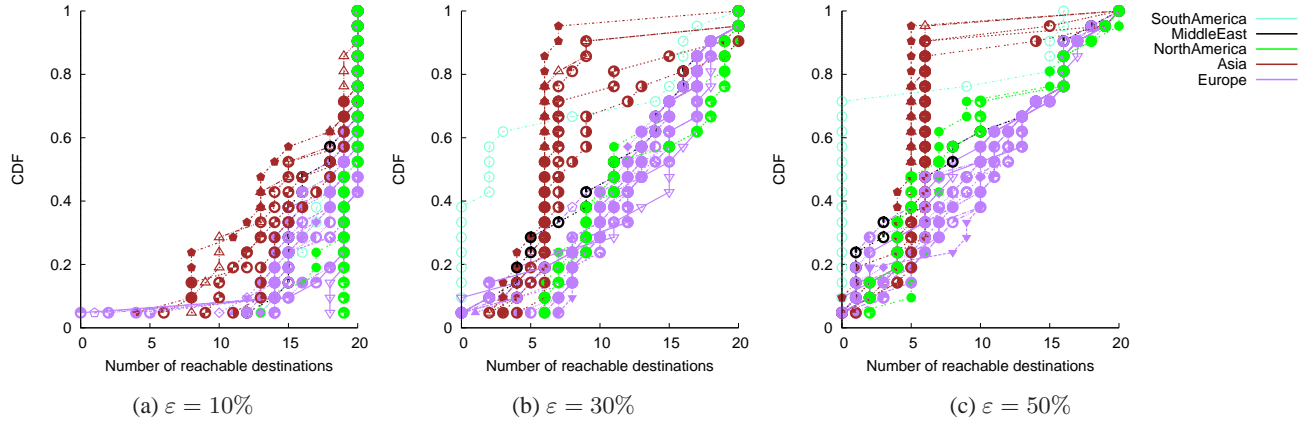 1
0.8
0.6
0.4
0.2
0
CDF
0 5 10 15 20
Number of reachable destinations
(a) ε = 10%
1
0.8
0.6
0.4
0.2
0
CDF
0 5 10 15 20
Number of reachable destinations
(b) ε = 30%
1
0.8
0.6
0.4
0.2
0
CDF
0 5 10 15 20
Number of reachable destinations
(c) ε = 50%
SouthAmerica
MiddleEast
NorthAmerica
Asia
Europe